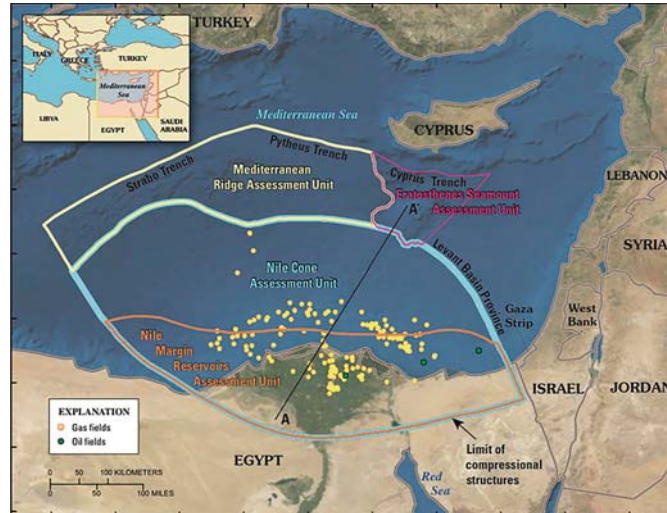 TURKEY
ITALY
GREECE
TURKEY
Mediterranean
Sea
LIBYA
EGYPT
SAUDI
ARABIA
Mediterranean Sea
CYPRUS
Strabo Trench
Pytheus Trench
Mediterranean
Ridge Assessment Unit
Cyprus Trench
Eratosthenes Seamount
Assessment Unit
A'
LEBANON
SYRIA
Levant Basin Province
Nile Cone
Assessment Unit
Gaza
Strip
West
Bank
Nile
Margin
Reservoirs
Assessment Unit
ISRAEL
JORDAN
A
EXPLANATION
Gas fields
Oil fields
0 50 100 KILOMETERS
0 50 100 MILES
EGYPT
Limit of
compressional
structures
Red
Sea